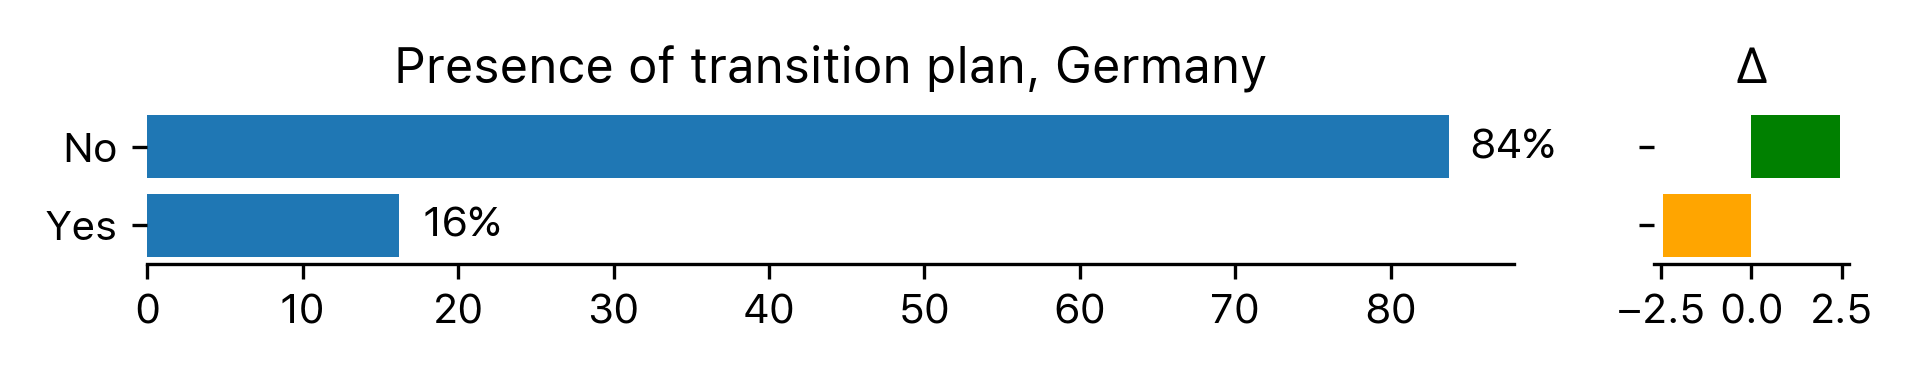 Presence of transition plan, Germany
Δ
No
84%
Yes
16%
0 10 20 30 40 50 60 70 80
−2.5 0.0 2.5